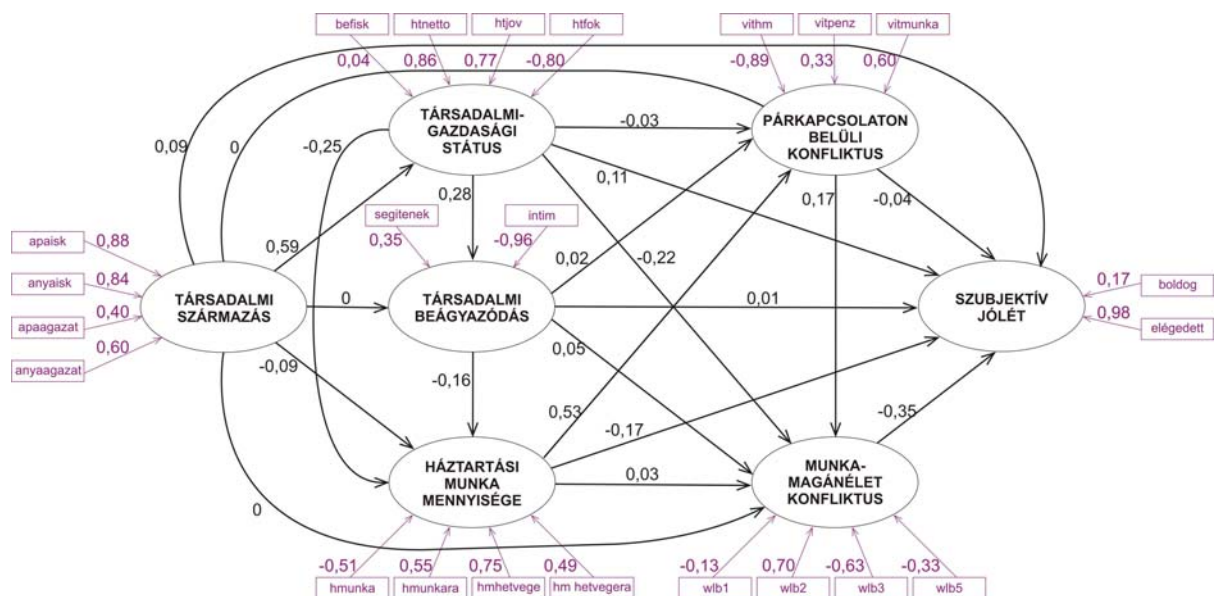 befisk htnetto htjov htfok vithm vitpenz vitmunka
0,04 0,86 0,77 -0,80 -0,89 0,33 0,60
TÁRSADALMI-
GAZDASÁGI
STÁTUS
PÁRKAPCSOLATON
BELÜLI
KONFLIKTUS
0,09 0 -0,25 -0,03
0,28 0,11 0,17 -0,04
segitenek intim
0,35 -0,96
apaisk 0,88
anyaisk 0,84
apaagazat 0,40
anyaagazat 0,60
0,59 0,02 -0,22
TÁRSADALMI
SZÁRMAZÁS
0
TÁRSADALMI
BEÁGYAZÓDÁS
0,01
SZUBJEKTÍV
JÓLÉT
0,17 boldog
0,98 elégedett
-0,09 -0,16 0,05
0,53 -0,17 -0,35
HÁZTARTÁSI
MUNKA
MENNYISÉGE
0,03
MUNKA-
MAGÁNÉLET
KONFLIKTUS
0
-0,51 0,55 0,75 0,49 -0,13 0,70 -0,63 -0,33
hmunka hmunkara hmhetvege hm hetvegera wlb1 wlb2 wlb3 wlb5